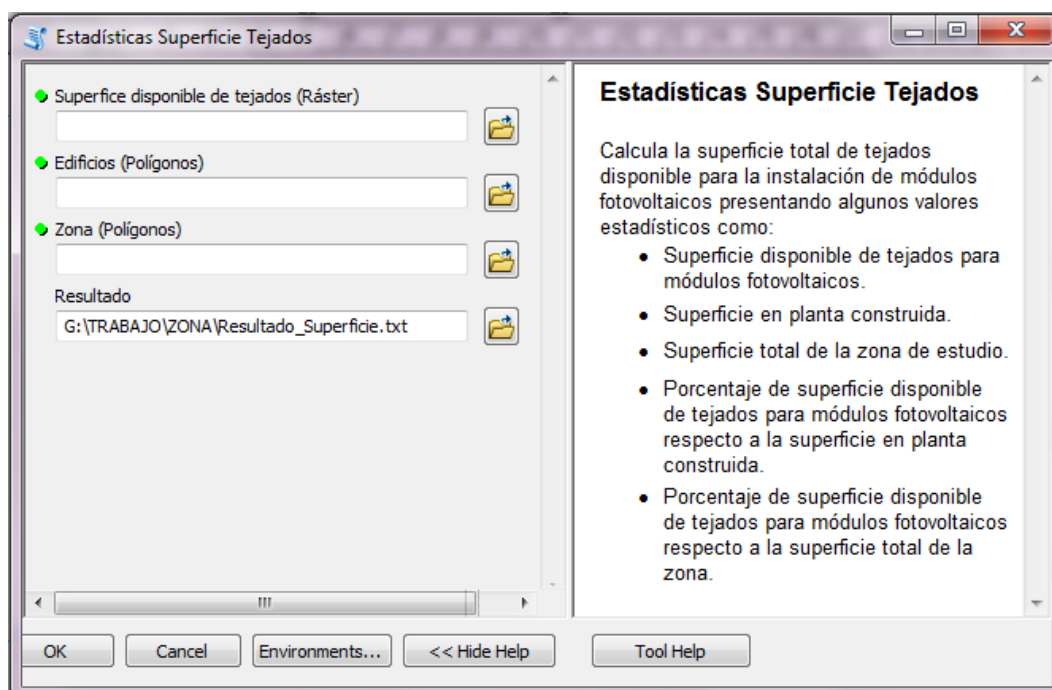 Estadísticas Superficie Tejados
Superfice disponible de tejados (Ráster)
Edificios (Polígonos)
Zona (Polígonos)
Resultado
G:\TRABAJO\ZONA\Resultado_Superficie.txt
Estadísticas Superficie Tejados
Calcula la superficie total de tejados
disponible para la instalación de módulos
fotovoltaicos presentando algunos valores
estadísticos como:
• Superficie disponible de tejados para
módulos fotovoltaicos.
• Superficie en planta construida.
• Superficie total de la zona de estudio.
• Porcentaje de superficie disponible
de tejados para módulos fotovoltaicos
respecto a la superficie en planta
construida.
• Porcentaje de superficie disponible
de tejados para módulos fotovoltaicos
respecto a la superficie total de la
zona.
OK
Cancel
Environments...
<< Hide Help
Tool Help